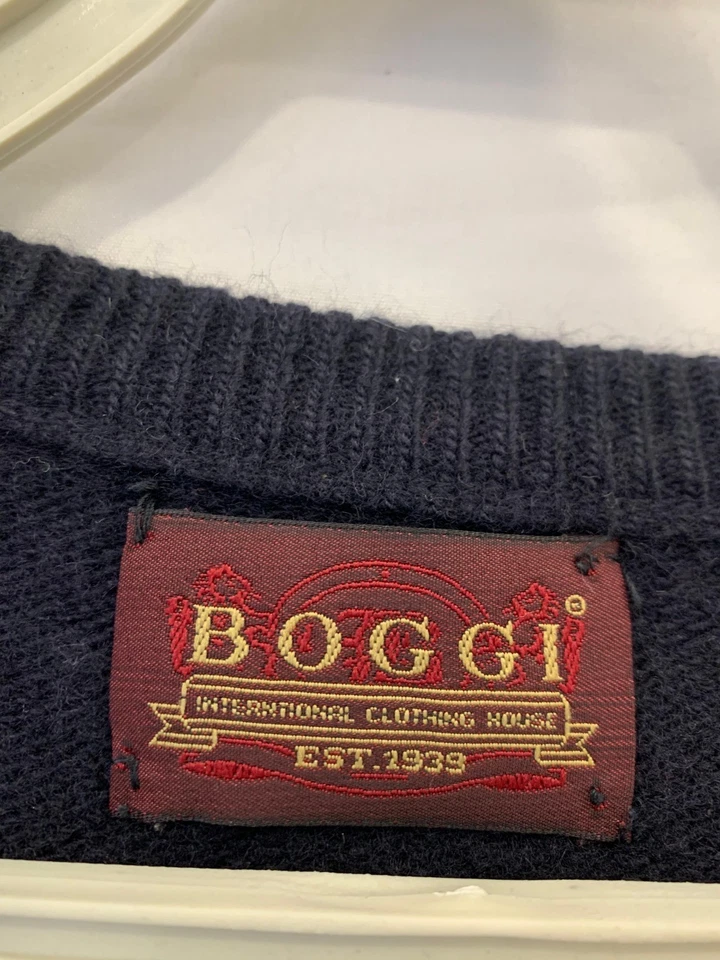 BOGGI®
INTERNATIONAL CLOTHING HOUSE
EST.1939